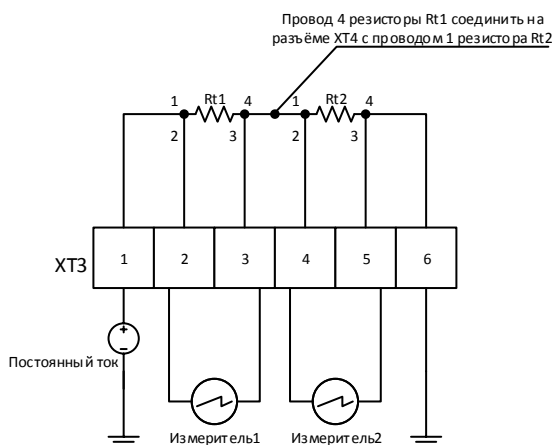 Провод 4 резисторы Rt1 соединить на
разъёме XT4 с проводом 1 резистора Rt2
1 Rt1 4 1 Rt2 4
2 3 2 3
XT3 1 2 3 4 5 6
+
−
Постоянный ток
Измеритель1 Измеритель2